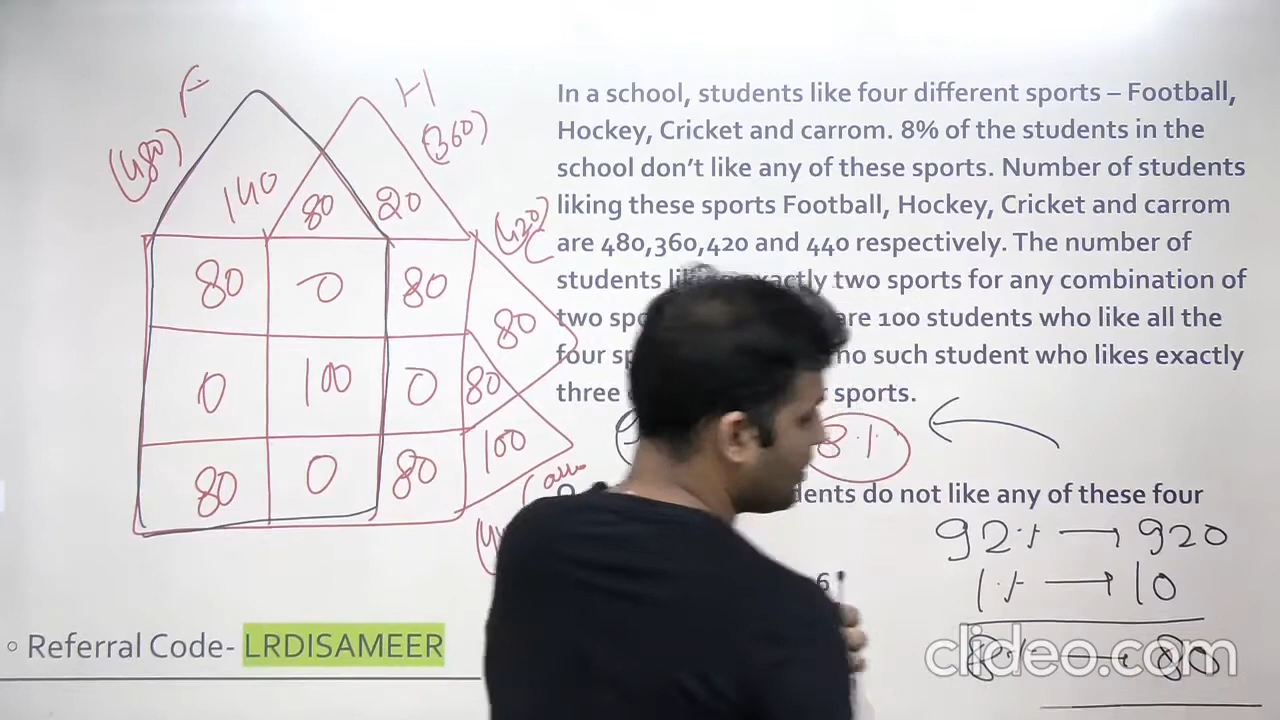 F
H
(480)
(360)
(420)
C
140
80
20
80
0
80
80
0
100
0
80
80
0
80
100
In a school, students like four different sports – Football,
Hockey, Cricket and carrom. 8% of the students in the
school don't like any of these sports. Number of students
liking these sports Football, Hockey, Cricket and carrom
are 480,360,420 and 440 respectively. The number of
students exactly two sports for any combination of
two are 100 students who like all the
four no such student who likes exactly
three sports.
8%
do not like any of these four
92% → 920
1% → 10
8% → 80
6
Referral Code- LRDISAMEER
clideo.com